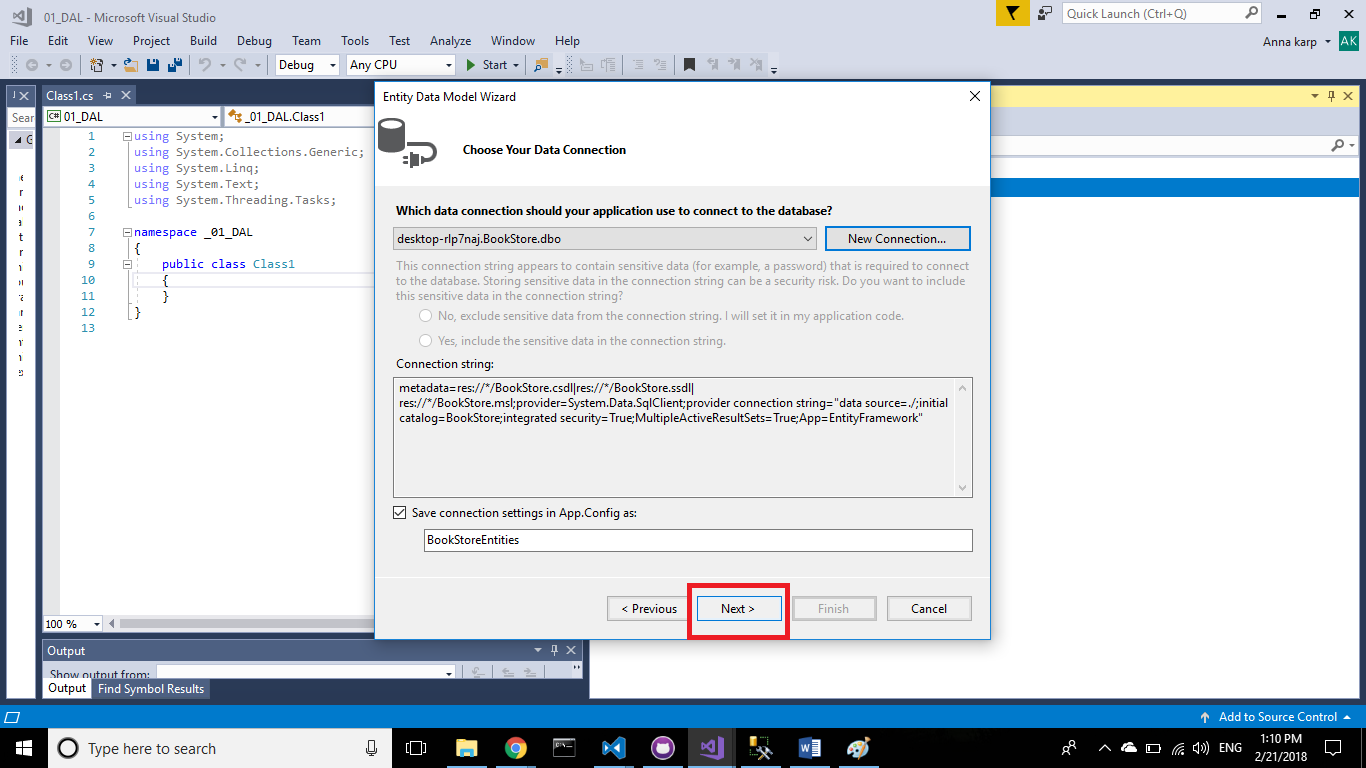 01_DAL - Microsoft Visual Studio
Quick Launch (Ctrl+Q)
File Edit View Project Build Debug Team Tools Test Analyze Window Help
Anna karp AK
Debug Any CPU Start
Class1.cs
Sear
C# 01_DAL
_01_DAL.Class1
1 using System;
2 using System.Collections.Generic;
3 using System.Linq;
4 using System.Text;
5 using System.Threading.Tasks;
6
7 namespace _01_DAL
8 {
9 public class Class1
10 {
11 }
12 }
13
100 %
Entity Data Model Wizard
Choose Your Data Connection
Which data connection should your application use to connect to the database?
desktop-rlp7naj.BookStore.dbo
New Connection...
This connection string appears to contain sensitive data (for example, a password) that is required to connect
to the database. Storing sensitive data in the connection string can be a security risk. Do you want to include
this sensitive data in the connection string?
No, exclude sensitive data from the connection string. I will set it in my application code.
Yes, include the sensitive data in the connection string.
Connection string:
metadata=res://*/BookStore.csdl|res://*/BookStore.ssdl|
res://*/BookStore.msl;provider=System.Data.SqlClient;provider connection string="data source=./;initial
catalog=BookStore;integrated security=True;MultipleActiveResultSets=True;App=EntityFramework"
Save connection settings in App.Config as:
BookStoreEntities
< Previous Next > Finish Cancel
Output
Show output from:
Output Find Symbol Results
Add to Source Control
Type here to search
ENG
1:10 PM
2/21/2018